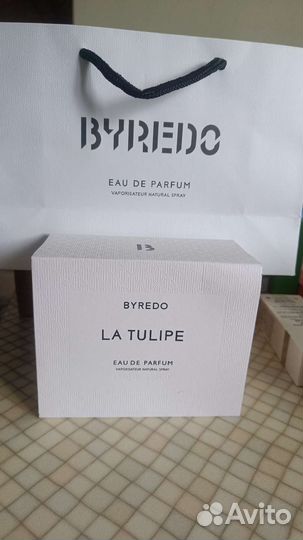 BYREDO
EAU DE PARFUM
VAPORISATEUR NATURAL SPRAY
B
BYREDO
LA TULIPE
EAU DE PARFUM
VAPORISATEUR NATURAL SPRAY
Avito